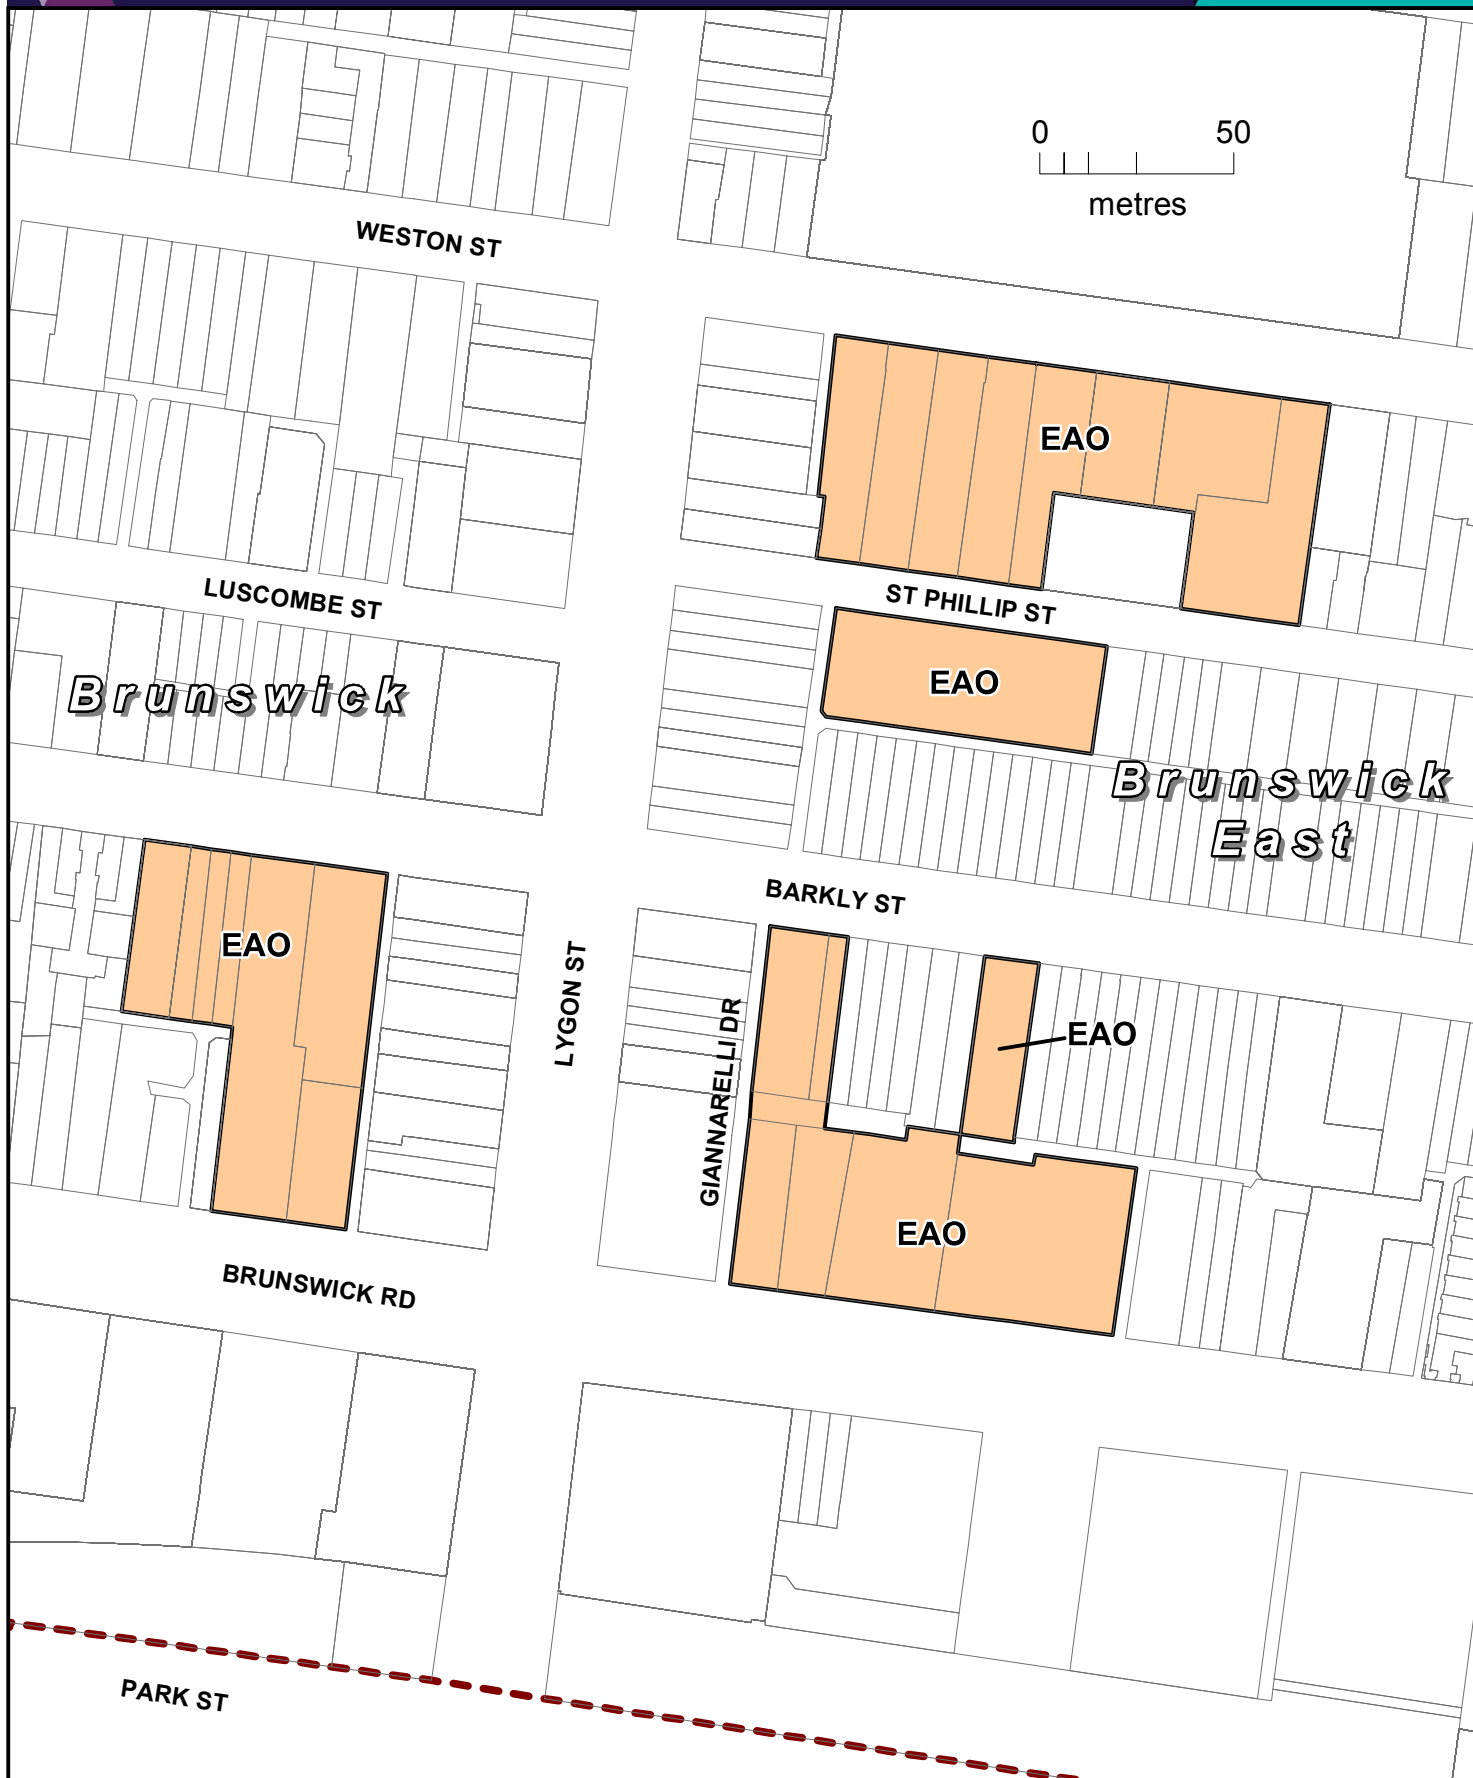 0 50
metres
WESTON ST
EAO
LUSCOMBE ST
ST PHILLIP ST
Brunswick
EAO
Brunswick
East
BARKLY ST
EAO
LYGON ST
GIANNARELLI DR
EAO
EAO
BRUNSWICK RD
PARK ST